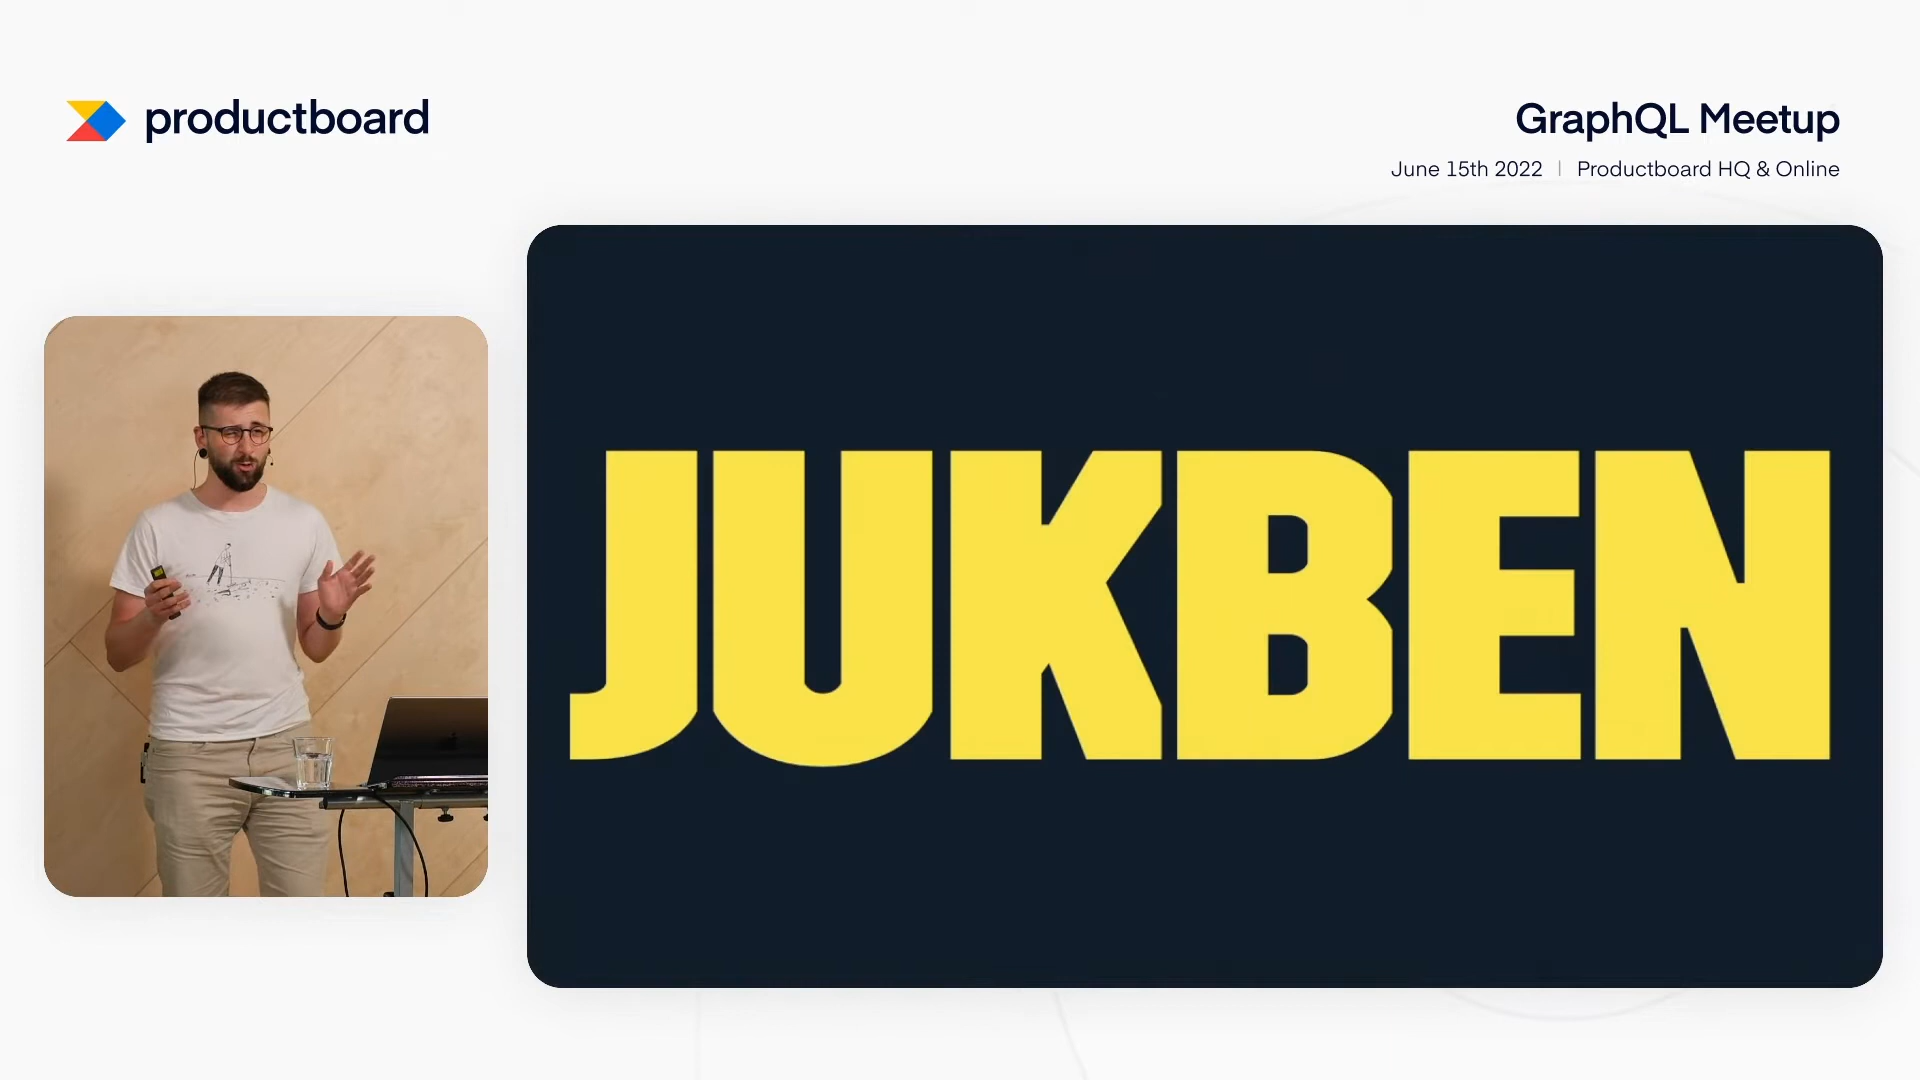 productboard
GraphQL Meetup
June 15th 2022 | Productboard HQ & Online
JUKBEN